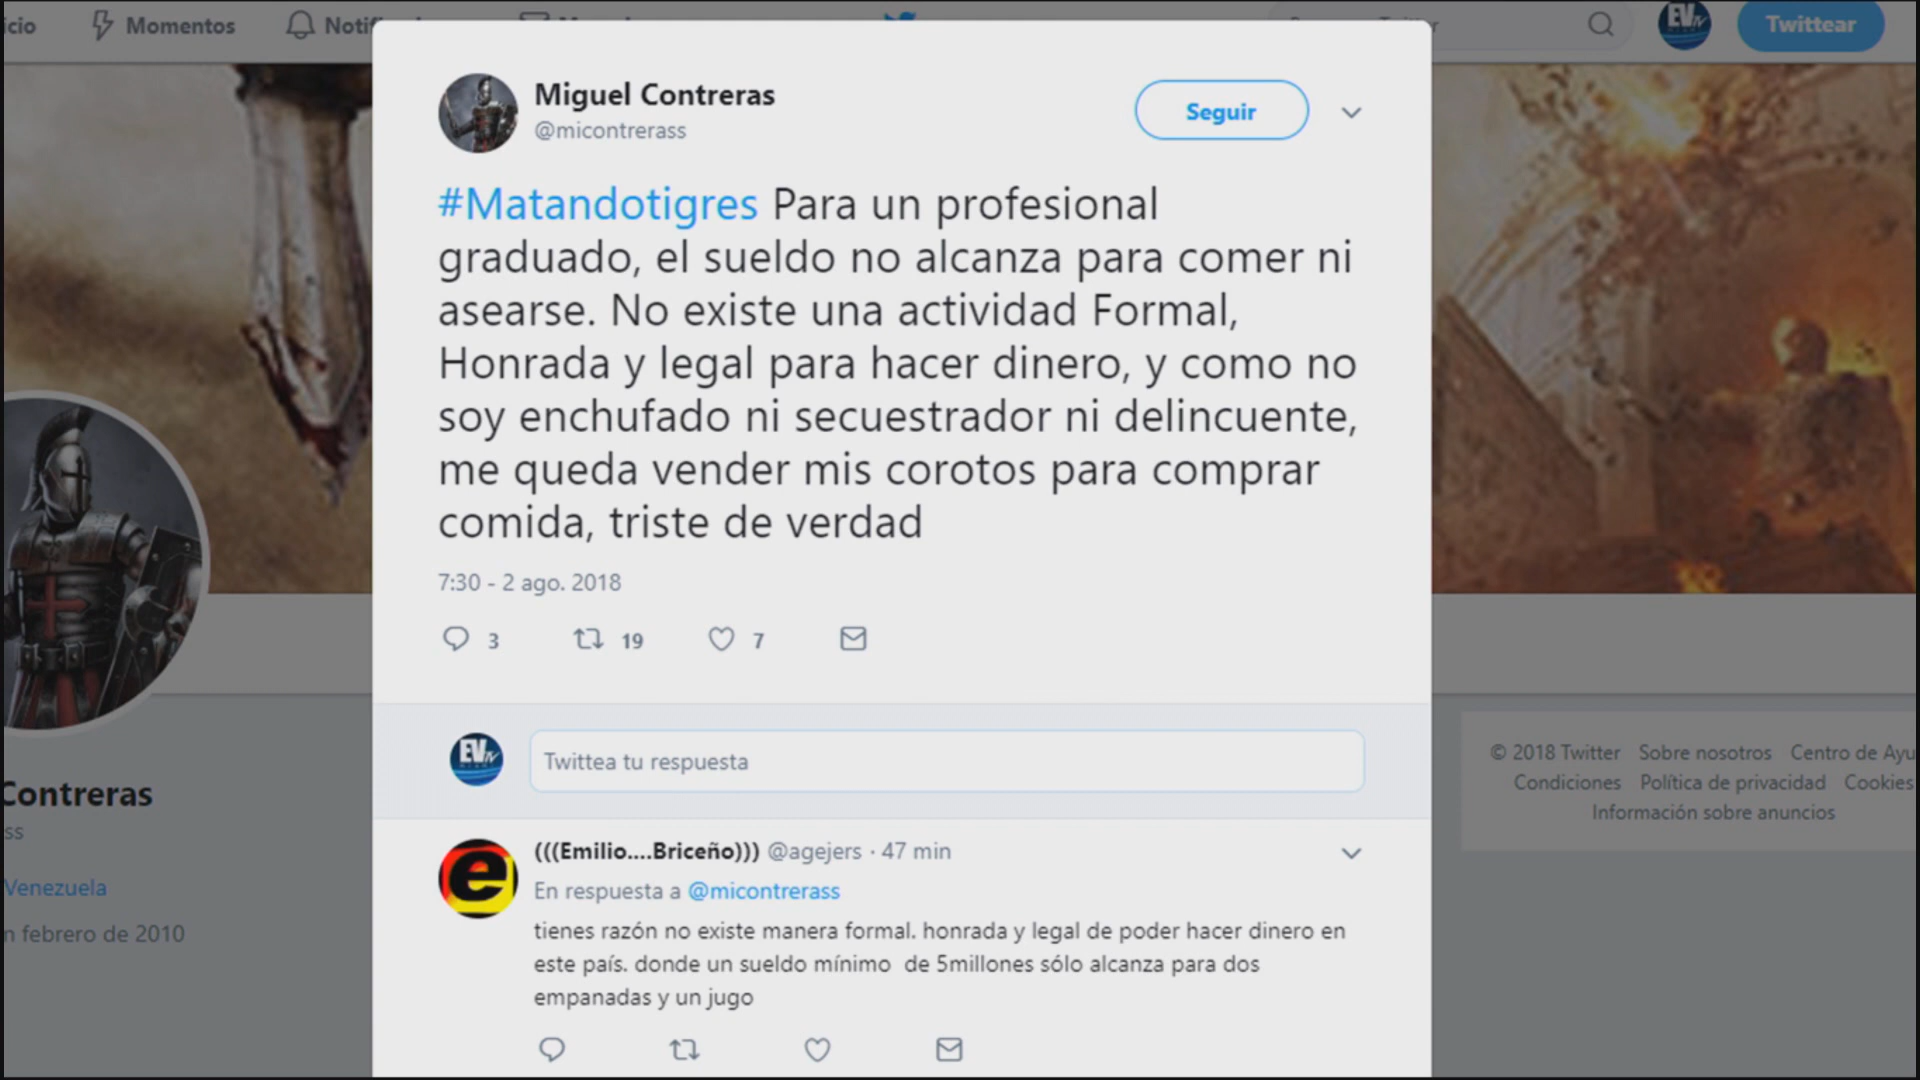 icio Momentos Notif
EV tv
Twittear
Miguel Contreras
@micontrerass
Seguir
#Matandotigres Para un profesional
graduado, el sueldo no alcanza para comer ni
asearse. No existe una actividad Formal,
Honrada y legal para hacer dinero, y como no
soy enchufado ni secuestrador ni delincuente,
me queda vender mis corotos para comprar
comida, triste de verdad
7:30 - 2 ago. 2018
3 19 7
EV tv
Twittea tu respuesta
(((Emilio....Briceño))) @agejers · 47 min
En respuesta a @micontrerass
tienes razón no existe manera formal. honrada y legal de poder hacer dinero en
este país. donde un sueldo mínimo de 5millones sólo alcanza para dos
empanadas y un jugo
e
Contreras
ss
Venezuela
n febrero de 2010
© 2018 Twitter Sobre nosotros Centro de Ayu
Condiciones Política de privacidad Cookies
Información sobre anuncios